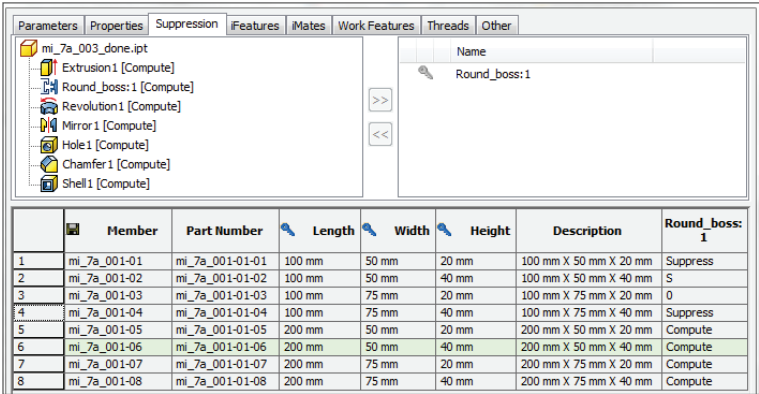 Parameters Properties Suppression iFeatures iMates Work Features Threads Other
mi_7a_003_done.ipt
Extrusion1 [Compute]
Round_boss:1 [Compute]
Revolution1 [Compute]
Mirror1 [Compute]
Hole1 [Compute]
Chamfer1 [Compute]
Shell1 [Compute]
>>
<<
Name
Round_boss:1
Member Part Number Length Width Height Description Round_boss:
1
1 mi_7a_001-01 mi_7a_001-01-01 100 mm 50 mm 20 mm 100 mm X 50 mm X 20 mm Suppress
2 mi_7a_001-02 mi_7a_001-01-02 100 mm 50 mm 40 mm 100 mm X 50 mm X 40 mm S
3 mi_7a_001-03 mi_7a_001-01-03 100 mm 75 mm 20 mm 100 mm X 75 mm X 20 mm 0
4 mi_7a_001-04 mi_7a_001-01-04 100 mm 75 mm 40 mm 100 mm X 75 mm X 40 mm Suppress
5 mi_7a_001-05 mi_7a_001-01-05 200 mm 50 mm 20 mm 200 mm X 50 mm X 20 mm Compute
6 mi_7a_001-06 mi_7a_001-01-06 200 mm 50 mm 40 mm 200 mm X 50 mm X 40 mm Compute
7 mi_7a_001-07 mi_7a_001-01-07 200 mm 75 mm 20 mm 200 mm X 75 mm X 20 mm Compute
8 mi_7a_001-08 mi_7a_001-01-08 200 mm 75 mm 40 mm 200 mm X 75 mm X 40 mm Compute